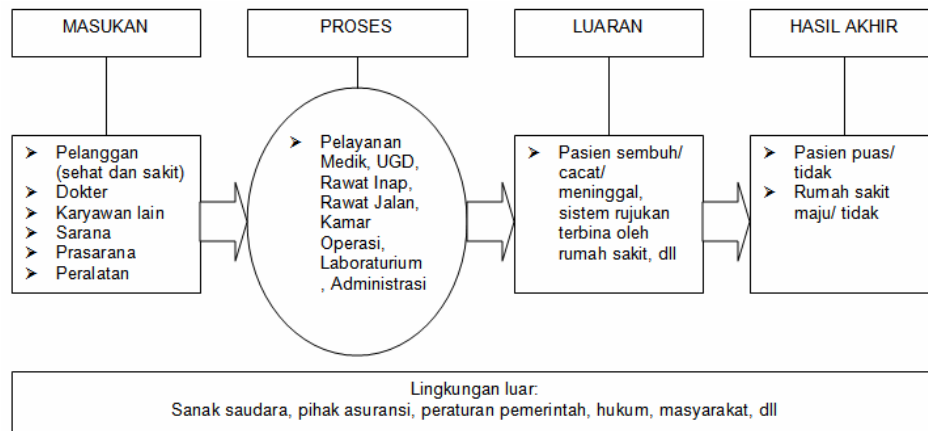 MASUKAN
PROSES
LUARAN
HASIL AKHIR
➢ Pelanggan
(sehat dan sakit)
➢ Dokter
➢ Karyawan lain
➢ Sarana
➢ Prasarana
➢ Peralatan
➢ Pelayanan
Medik, UGD,
Rawat Inap,
Rawat Jalan,
Kamar
Operasi,
Laboraturium
, Administrasi
➢ Pasien sembuh/
cacat/
meninggal,
sistem rujukan
terbina oleh
rumah sakit, dll
➢ Pasien puas/
tidak
➢ Rumah sakit
maju/ tidak
Lingkungan luar:
Sanak saudara, pihak asuransi, peraturan pemerintah, hukum, masyarakat, dll